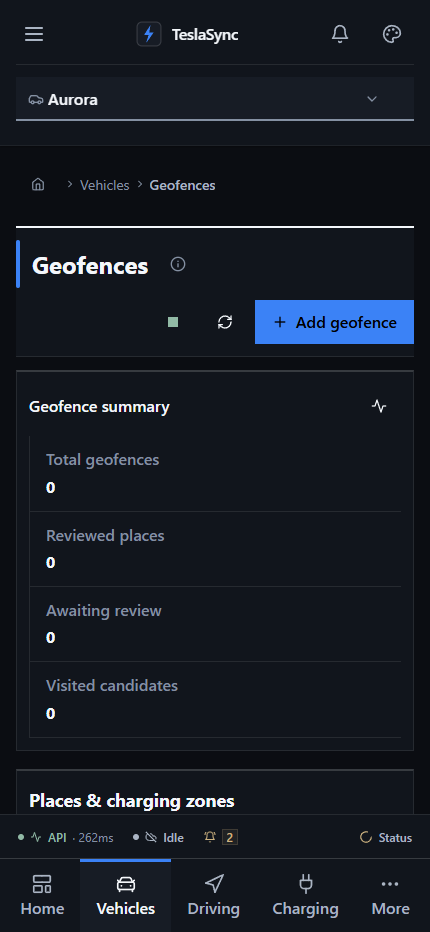 TeslaSync
Aurora
Vehicles > Geofences
Geofences
+ Add geofence
Geofence summary
Total geofences
0
Reviewed places
0
Awaiting review
0
Visited candidates
0
Places & charging zones
API · 262ms Idle 2 Status
Home Vehicles Driving Charging More